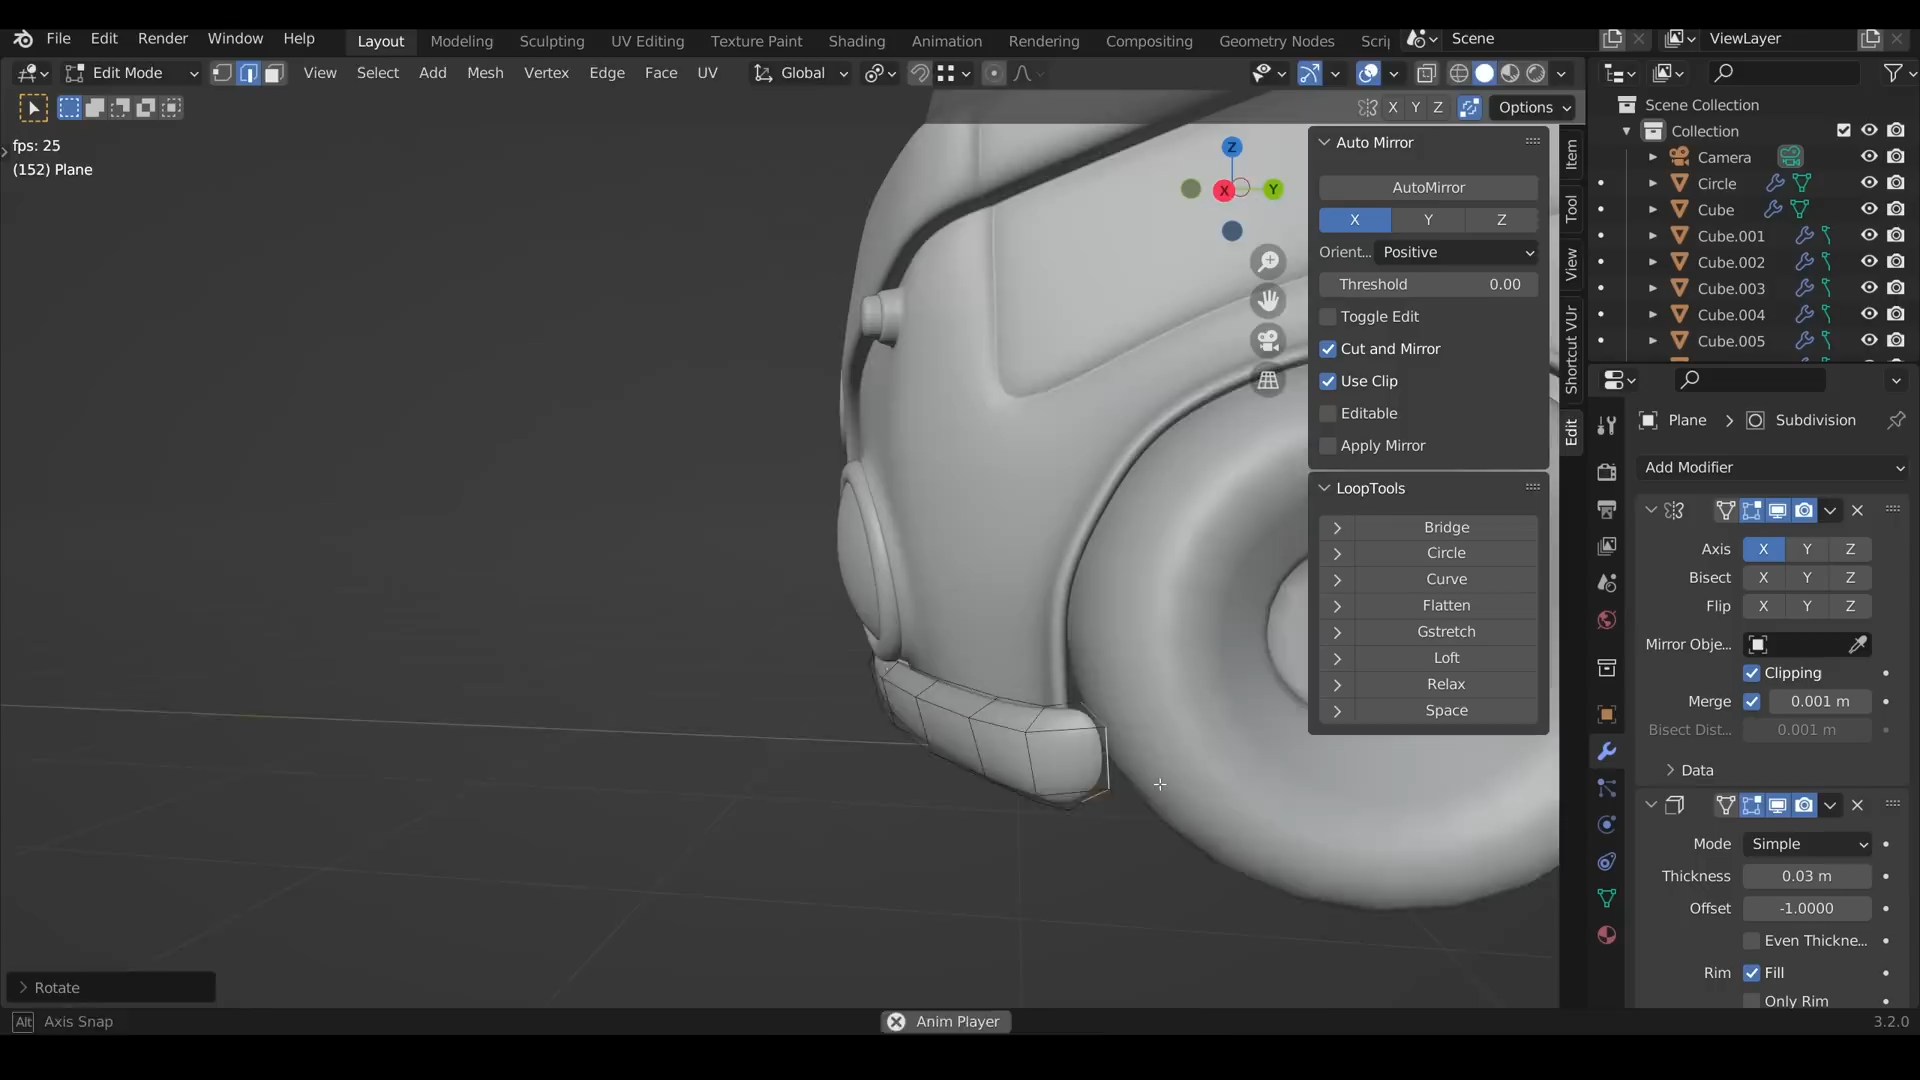 File Edit Render Window Help Layout Modeling Sculpting UV Editing Texture Paint Shading Animation Rendering Compositing Geometry Nodes Scrip Scene ViewLayer
Edit Mode View Select Add Mesh Vertex Edge Face UV Global
X Y Z Options
fps: 25
(152) Plane
Z
X
Y
Auto Mirror
AutoMirror
X Y Z
Orient... Positive
Threshold 0.00
Toggle Edit
Cut and Mirror
Use Clip
Editable
Apply Mirror
LoopTools
Bridge
Circle
Curve
Flatten
Gstretch
Loft
Relax
Space
Item
Tool
View
Shortcut VUr
Edit
Scene Collection
Collection
Camera
Circle
Cube
Cube.001
Cube.002
Cube.003
Cube.004
Cube.005
Plane Subdivision
Add Modifier
Axis X Y Z
Bisect X Y Z
Flip X Y Z
Mirror Obje...
Clipping
Merge 0.001 m
Bisect Dist... 0.001 m
Data
Mode Simple
Thickness 0.03 m
Offset -1.0000
Even Thickne...
Rim Fill
Only Rim
Rotate
Alt Axis Snap
Anim Player
3.2.0